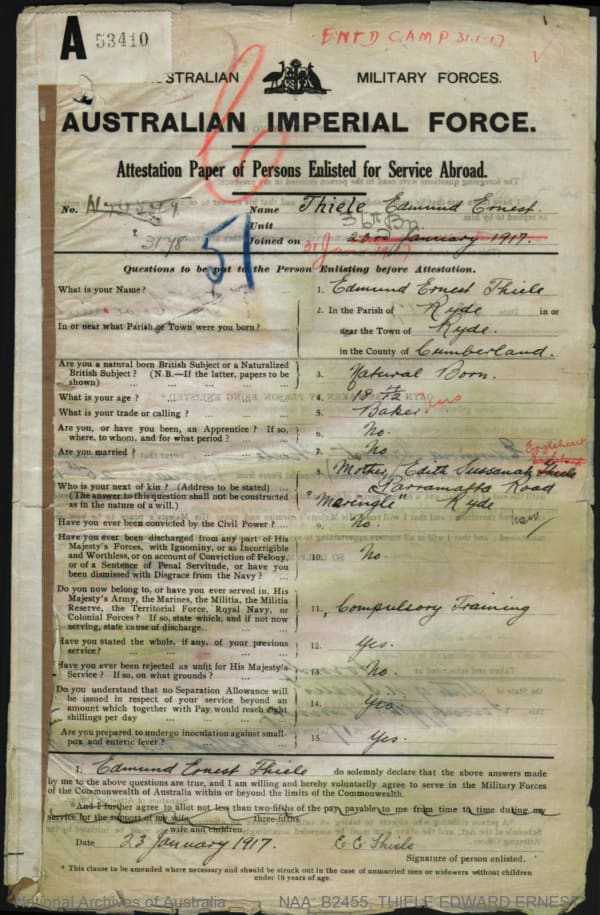 A 53410
ENTD CAMP 31.1.17
AUSTRALIAN MILITARY FORCES.
AUSTRALIAN IMPERIAL FORCE.
Attestation Paper of Persons Enlisted for Service Abroad.
No. Name Thiele Edmund Ernest.
Unit 36th Bn.
3178 51 Joined on 23rd January 1917.
Questions to be put to the Person Enlisting before Attestation.
What is your Name? ... 1. Edmund Ernest Thiele
In or near what Parish or Town were you born? ... 2. In the Parish of Ryde in or
near the Town of Ryde.
in the County of Cumberland.
Are you a natural born British Subject or a Naturalized
British Subject? (N.B.—If the latter, papers to be
shown) 3. Natural Born.
What is your age? 4. 18
What is your trade or calling? 5. Baker
Are you, or have you been, an Apprentice? If so,
where, to whom, and for what period? 6. No.
Are you married? 7. No
Who is your next of kin? (Address to be stated) 8. Mother, Edith Sussanah Thiele
(The answer to this question shall not be constructed Parramatta Road
as in the nature of a will.) "Maringle" Ryde
Have you ever been convicted by the Civil Power? ... 9. No.
Have you ever been discharged from any part of His
Majesty's Forces, with Ignominy, or as Incorrigible
and Worthless, or on account of Conviction of Felony,
or of a Sentence of Penal Servitude, or have you
been dismissed with Disgrace from the Navy? ... 10. No.
Do you now belong to, or have you ever served in, His
Majesty's Army, the Marines, the Militia, the Militia
Reserve, the Territorial Force, Royal Navy, or
Colonial Forces? If so, state which, and if not now
serving, state cause of discharge.. 11. Compulsory Training
Have you stated the whole, if any, of your previous
service? 12. Yes.
Have you ever been rejected as unfit for His Majesty's
Service? If so, on what grounds? 13. No.
Do you understand that no Separation Allowance will
be issued in respect of your service beyond an
amount which together with Pay would reach eight
shillings per day 14. Yes.
Are you prepared to undergo inoculation against small-
pox and enteric fever? 15. Yes.
I, Edmund Ernest Thiele do solemnly declare that the above answers made
by me to the above questions are true, and I am willing and hereby voluntarily agree to serve in the Military Forces
of the Commonwealth of Australia within or beyond the limits of the Commonwealth.
*And I further agree to allot not less than two-fifths of the pay payable to me from time to time during my
three-fifths
service for the support of my wife
wife and children
Date 23 January 1917. E E Thiele
Signature of person enlisted.
* This clause to be amended where necessary and should be struck out in the case of unmarried men or widowers without children
under 18 years of age.
National Archives of Australia NAA: B2455, THIELE EDWARD ERNEST